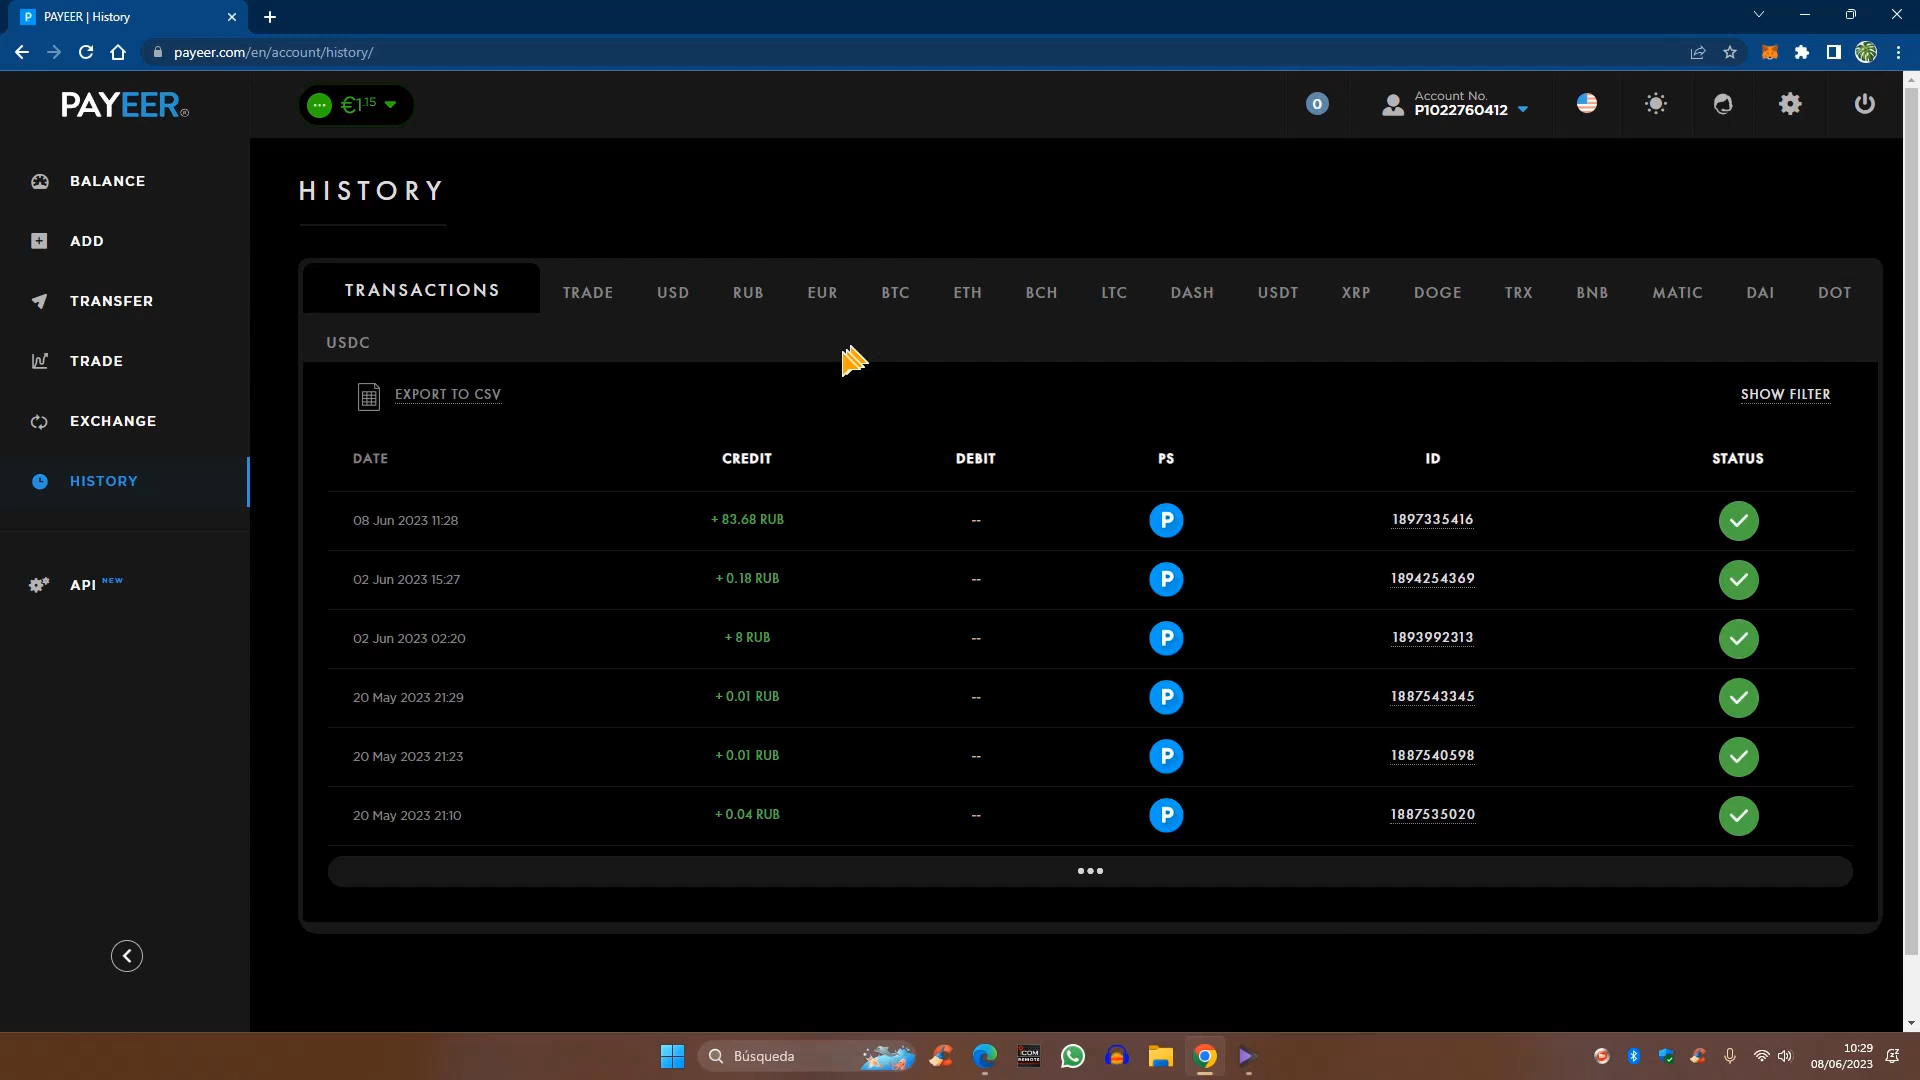 PAYEER | History
payeer.com/en/account/history/
PAYEER
€1.15
0
Account No.
P1022760412
BALANCE
ADD
TRANSFER
TRADE
EXCHANGE
HISTORY
API NEW
HISTORY
TRANSACTIONS TRADE USD RUB EUR BTC ETH BCH LTC DASH USDT XRP DOGE TRX BNB MATIC DAI DOT
USDC
EXPORT TO CSV SHOW FILTER
DATE CREDIT DEBIT PS ID STATUS
08 Jun 2023 11:28 + 83.68 RUB -- P 1897335416
02 Jun 2023 15:27 + 0.18 RUB -- P 1894254369
02 Jun 2023 02:20 + 8 RUB -- P 1893992313
20 May 2023 21:29 + 0.01 RUB -- P 1887543345
20 May 2023 21:23 + 0.01 RUB -- P 1887540598
20 May 2023 21:10 + 0.04 RUB -- P 1887535020
Búsqueda
10:29
08/06/2023